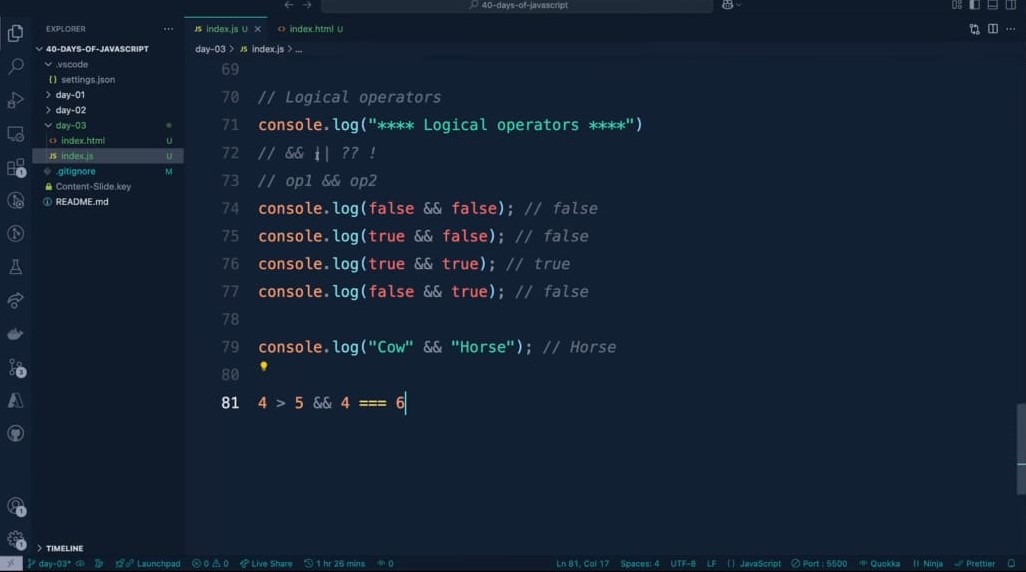 40-days-of-javascript
EXPLORER
JS index.js U
index.html U
40-DAYS-OF-JAVASCRIPT
day-03 > JS index.js > ...
.vscode
{} settings.json
day-01
day-02
day-03
index.html U
JS index.js U
.gitignore M
Content-Slide.key
README.md
69
70 // Logical operators
71 console.log("**** Logical operators ****")
72 // && || ?? !
73 // op1 && op2
74 console.log(false && false); // false
75 console.log(true && false); // false
76 console.log(true && true); // true
77 console.log(false && true); // false
78
79 console.log("Cow" && "Horse"); // Horse
80
81 4 > 5 && 4 === 6
1
3
1
1
TIMELINE
day-03* Launchpad 0 0 Live Share 1 hr 26 mins 0 Ln 81, Col 17 Spaces: 4 UTF-8 LF {} JavaScript Port : 5500 Quokka Ninja Prettier